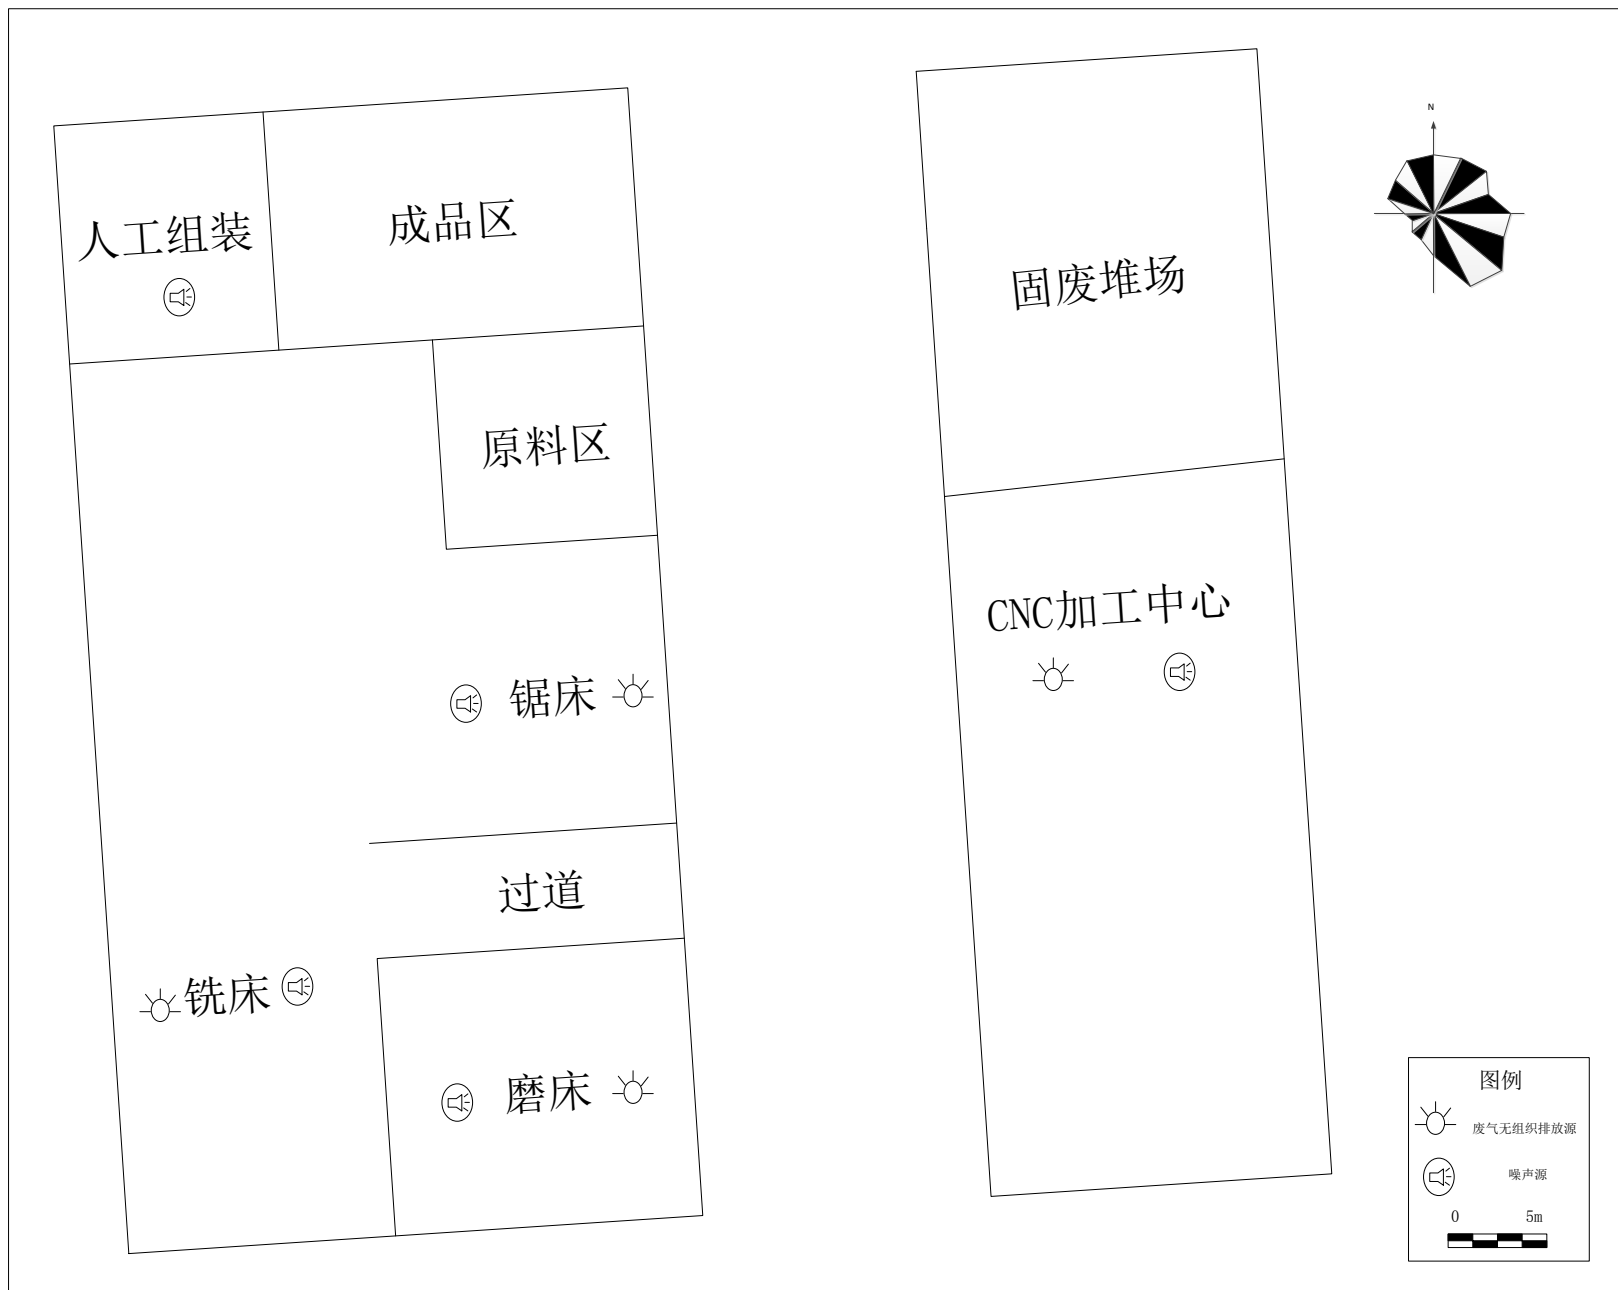 N
人工组装
成品区
固废堆场
原料区
CNC加工中心
锯床
过道
铣床
磨床
图例
废气无组织排放源
噪声源
0 5m